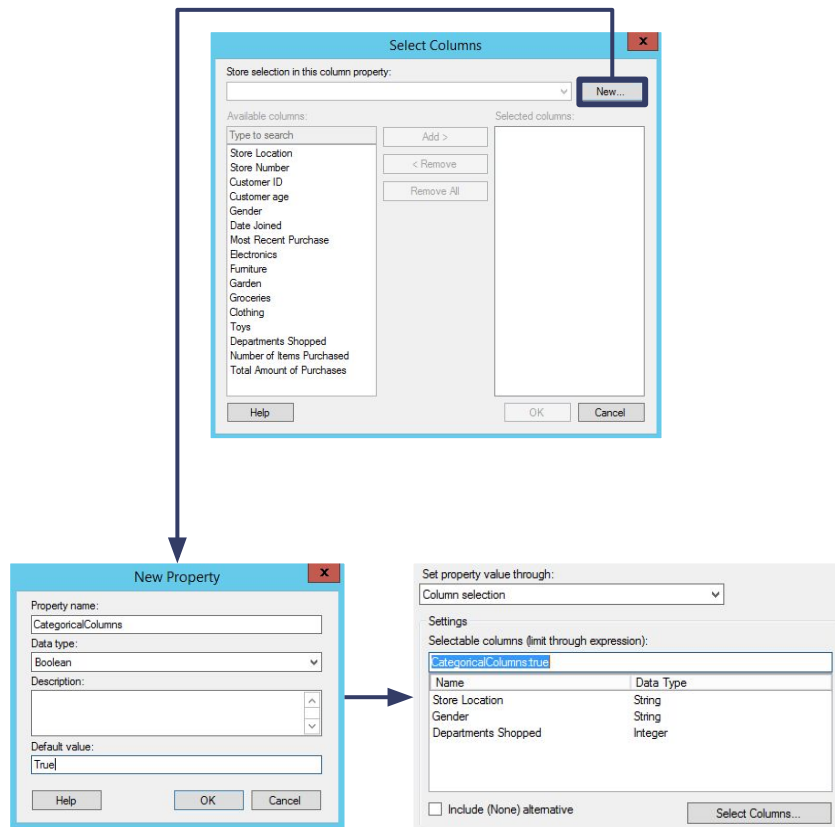 Select Columns
x
Store selection in this column property:
New...
Available columns:
Selected columns:
Type to search
Add >
Store Location
Store Number
< Remove
Customer ID
Customer age
Remove All
Gender
Date Joined
Most Recent Purchase
Electronics
Furniture
Garden
Groceries
Clothing
Toys
Departments Shopped
Number of Items Purchased
Total Amount of Purchases
Help
OK
Cancel
New Property
x
Property name:
CategoricalColumns
Data type:
Boolean
Description:
Default value:
True
Help
OK
Cancel
Set property value through:
Column selection
Settings
Selectable columns (limit through expression):
CategoricalColumns:true
Name Data Type
Store Location String
Gender String
Departments Shopped Integer
Include (None) alternative
Select Columns...